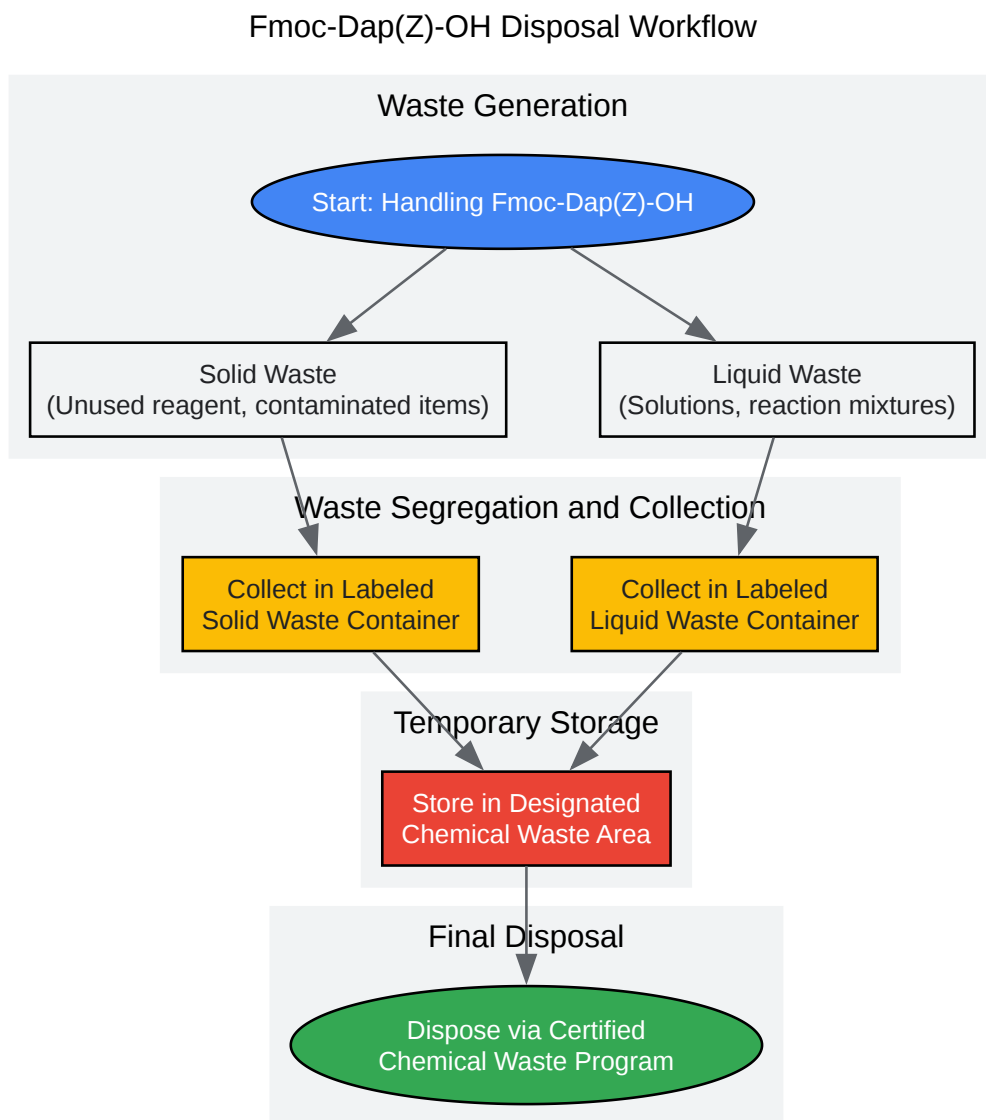 Fmoc-Dap(Z)-OH Disposal Workflow
Waste Generation
Start: Handling Fmoc-Dap(Z)-OH
Solid Waste
(Unused reagent, contaminated items)
Liquid Waste
(Solutions, reaction mixtures)
Waste Segregation and Collection
Collect in Labeled
Solid Waste Container
Collect in Labeled
Liquid Waste Container
Temporary Storage
Store in Designated
Chemical Waste Area
Final Disposal
Dispose via Certified
Chemical Waste Program